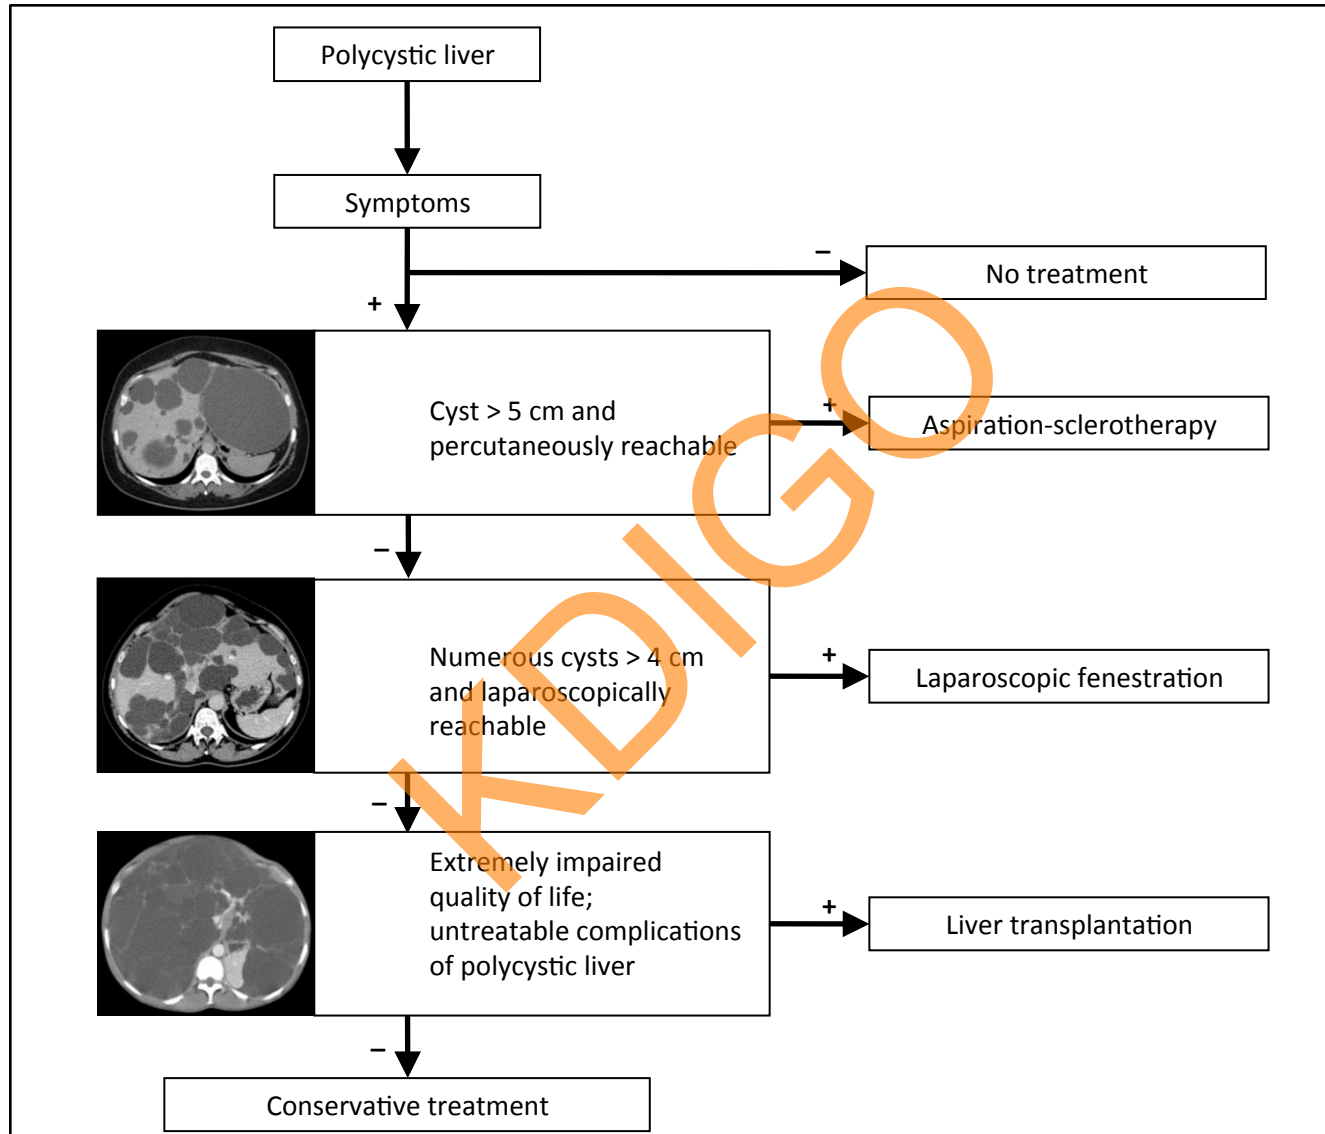 Polycystic liver
Symptoms
–
No treatment
+
Cyst > 5 cm and
percutaneously reachable
+
Aspiration-sclerotherapy
–
Numerous cysts > 4 cm
and laparoscopically
reachable
+
Laparoscopic fenestration
–
Extremely impaired
quality of life;
untreatable complications
of polycystic liver
+
Liver transplantation
–
Conservative treatment
KDIGO